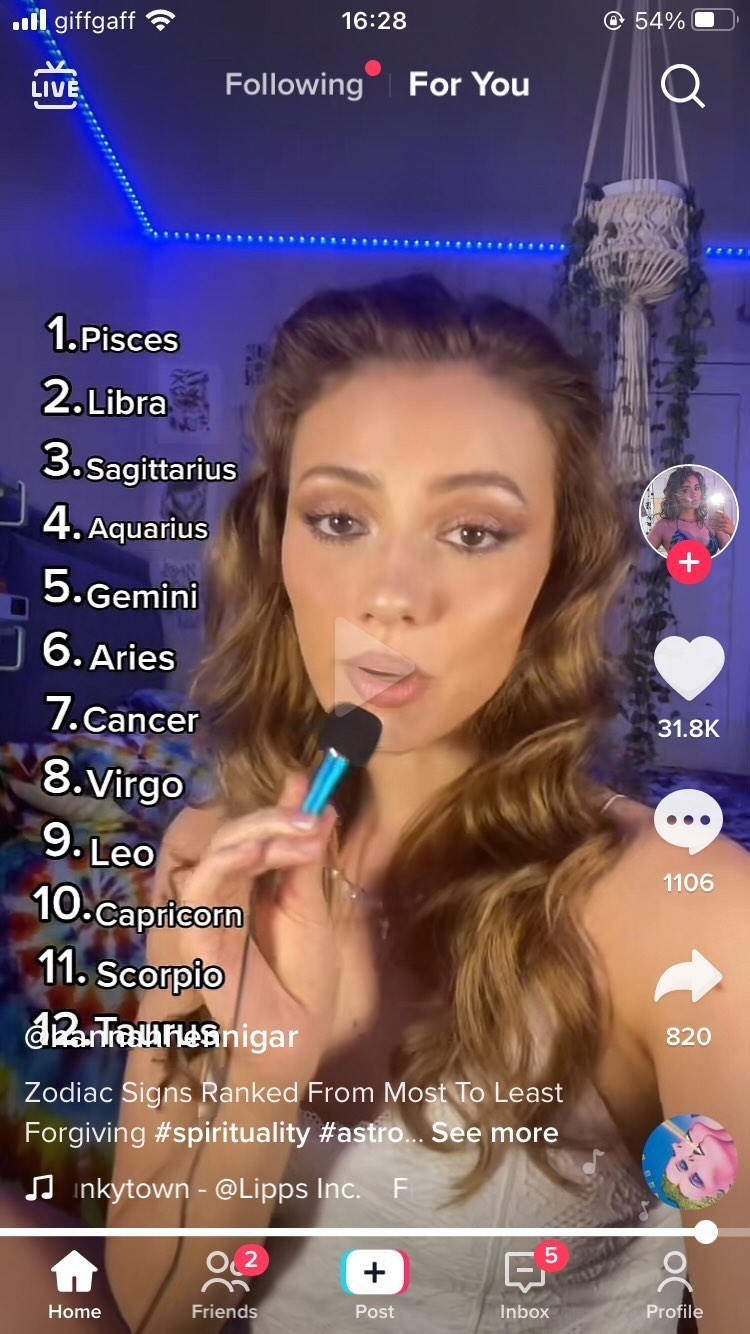 giffgaff 16:28 54%
LIVE Following For You
1.Pisces
2.Libra
3.Sagittarius
4.Aquarius
5.Gemini
6.Aries
7.Cancer
8.Virgo
9.Leo
10.Capricorn
11. Scorpio
12. Taurus
@hannahhennigar
Zodiac Signs Ranked From Most To Least
Forgiving #spirituality #astro... See more
nkytown - @Lipps Inc. F
31.8K
1106
820
2 5
Home Friends Post Inbox Profile